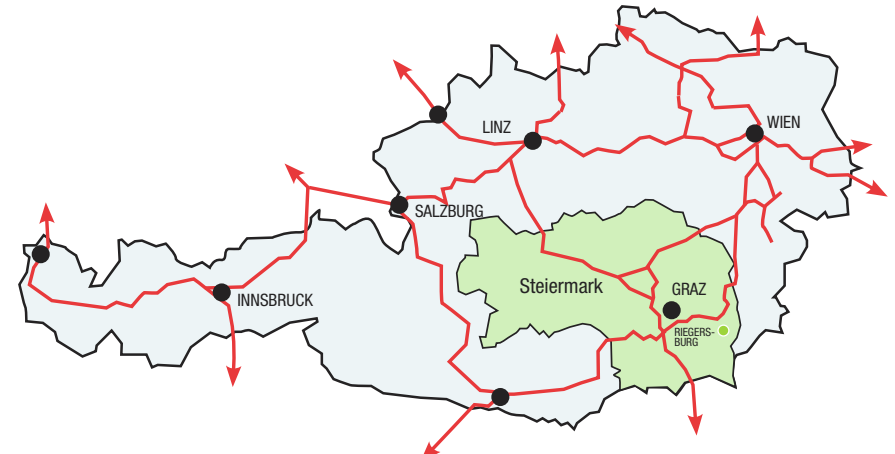 LINZ
WIEN
SALZBURG
Steiermark
GRAZ
INNSBRUCK
RIEGERS-
BURG